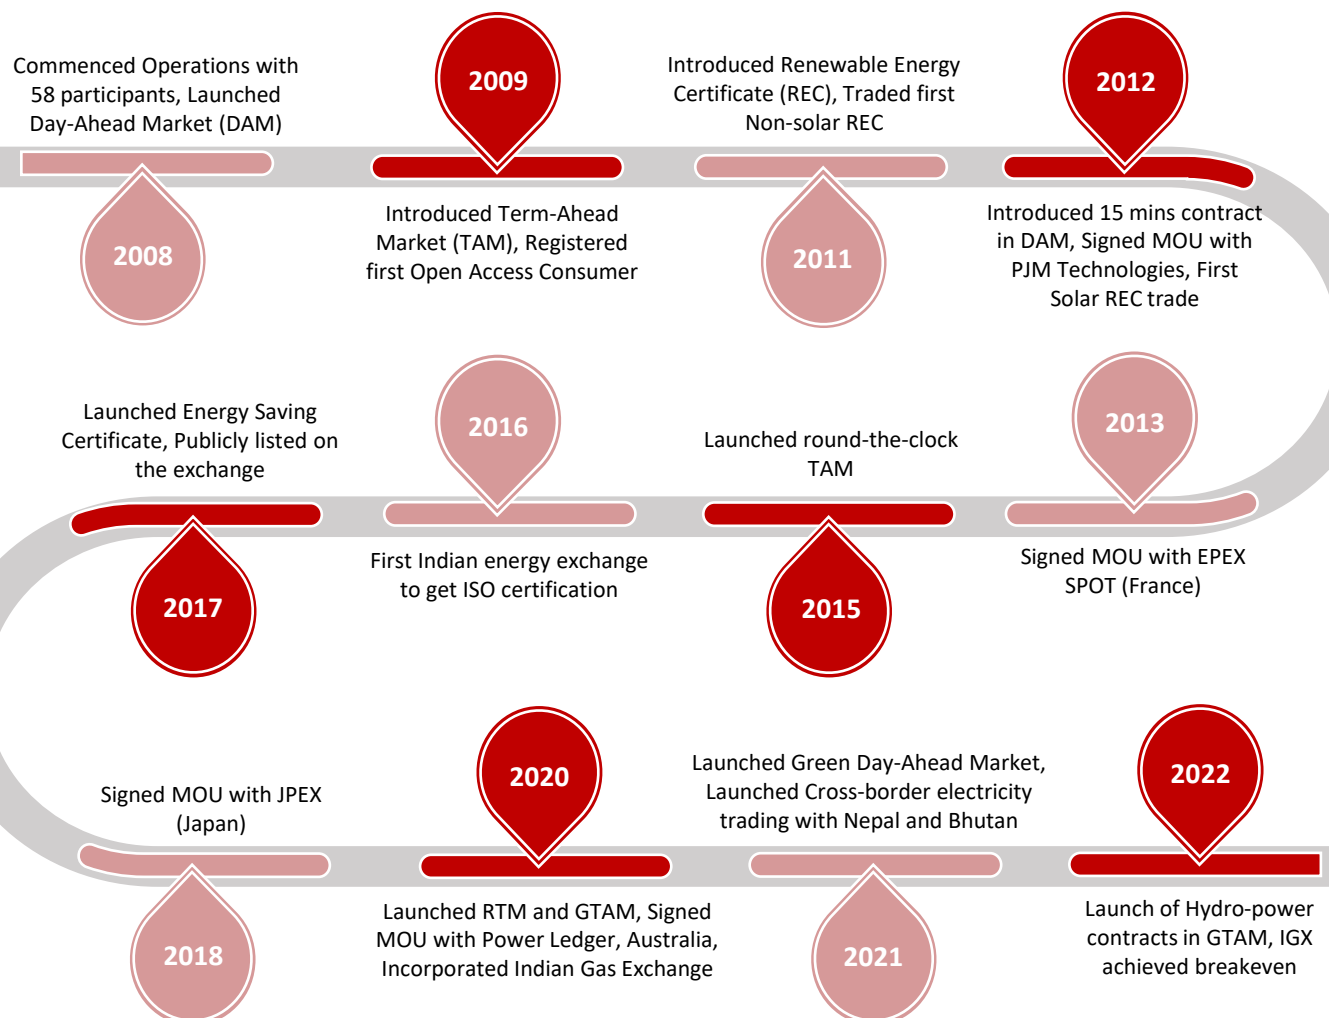 Commenced Operations with
58 participants, Launched
Day-Ahead Market (DAM)
2008
2009
Introduced Term-Ahead
Market (TAM), Registered
first Open Access Consumer
Introduced Renewable Energy
Certificate (REC), Traded first
Non-solar REC
2011
2012
Introduced 15 mins contract
in DAM, Signed MOU with
PJM Technologies, First
Solar REC trade
2013
Signed MOU with EPEX
SPOT (France)
Launched round-the-clock
TAM
2015
2016
First Indian energy exchange
to get ISO certification
Launched Energy Saving
Certificate, Publicly listed on
the exchange
2017
Signed MOU with JPEX
(Japan)
2018
2020
Launched RTM and GTAM, Signed
MOU with Power Ledger, Australia,
Incorporated Indian Gas Exchange
Launched Green Day-Ahead Market,
Launched Cross-border electricity
trading with Nepal and Bhutan
2021
2022
Launch of Hydro-power
contracts in GTAM, IGX
achieved breakeven